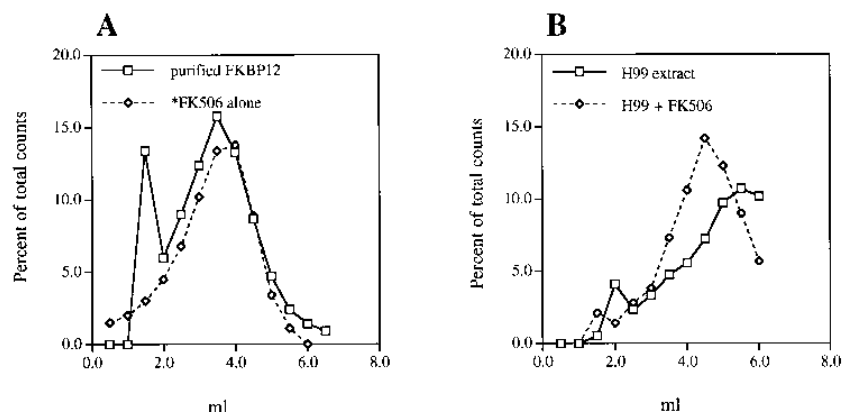 A
20.0
15.0
10.0
5.0
0.0
0.0 2.0 4.0 6.0 8.0
Percent of total counts
ml
purified FKBP12
*FK506 alone
B
20.0
15.0
10.0
5.0
0.0
0.0 2.0 4.0 6.0 8.0
Percent of total counts
ml
H99 extract
H99 + FK506